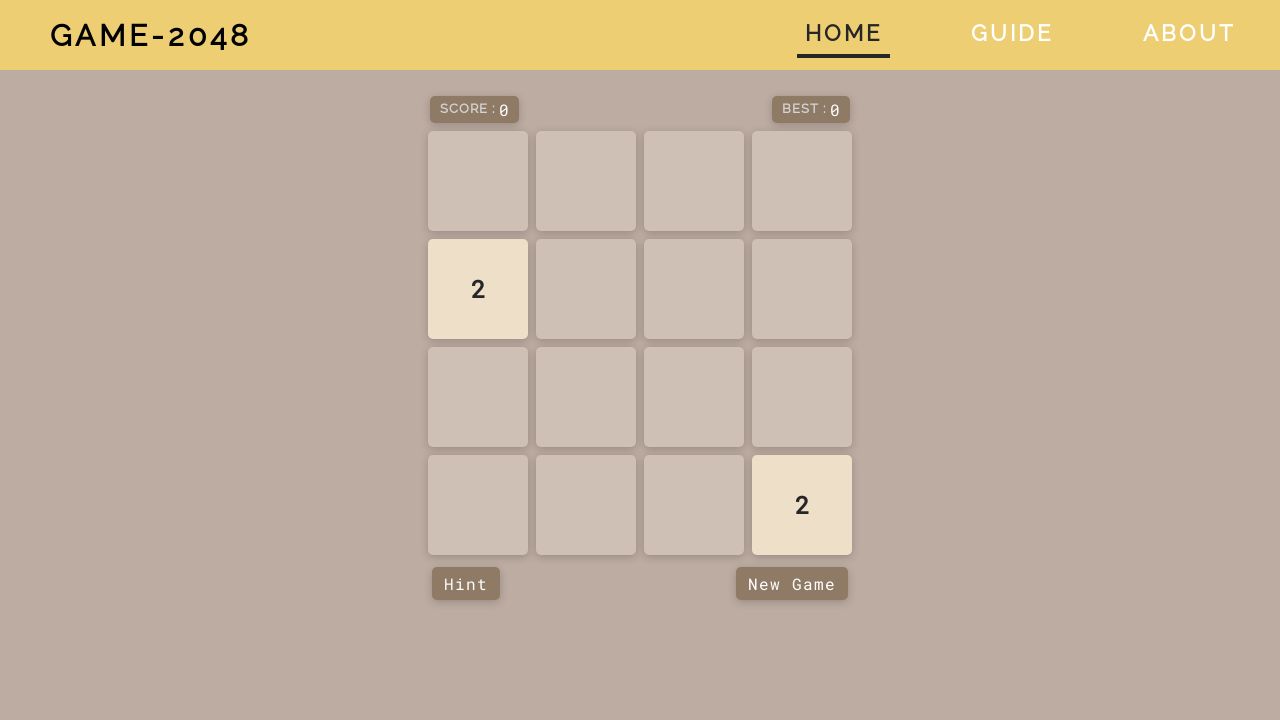 GAME-2048 HOME GUIDE ABOUT
SCORE : 0 BEST : 0
2
2
Hint New Game